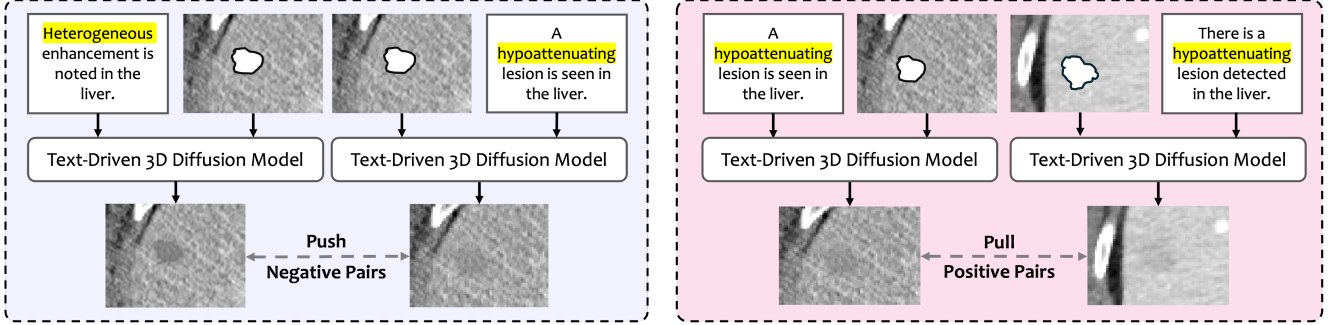 Heterogeneous
enhancement is
noted in the
liver.
A
hypoattenuating
lesion is seen in
the liver.
Text-Driven 3D Diffusion Model
Text-Driven 3D Diffusion Model
Push
Negative Pairs
A
hypoattenuating
lesion is seen in
the liver.
There is a
hypoattenuating
lesion detected
in the liver.
Text-Driven 3D Diffusion Model
Text-Driven 3D Diffusion Model
Pull
Positive Pairs